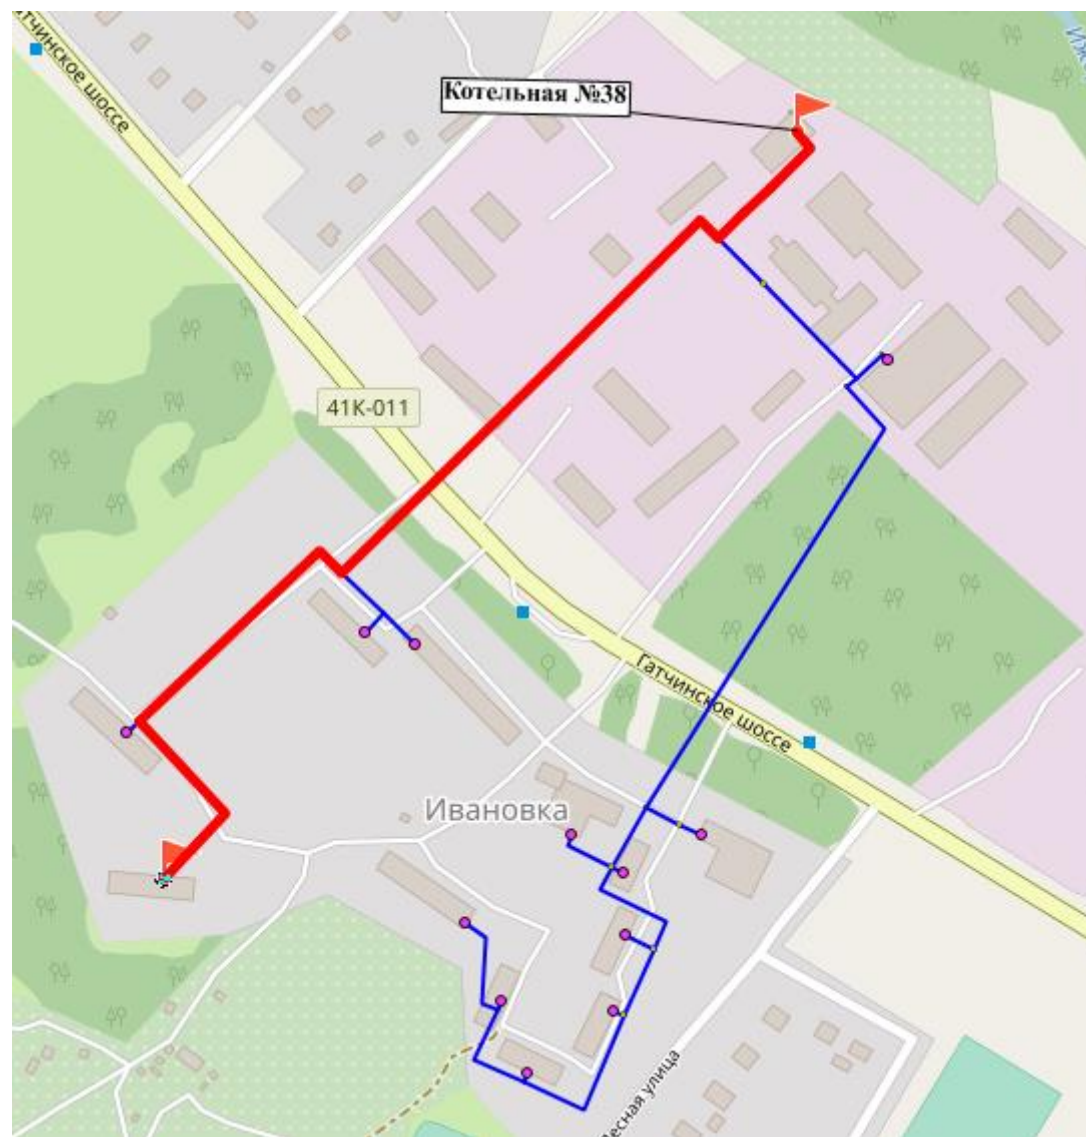 Гатчинское шоссе
Котельная №38
41К-011
Гатчинское шоссе
Ивановка
Лесная улица